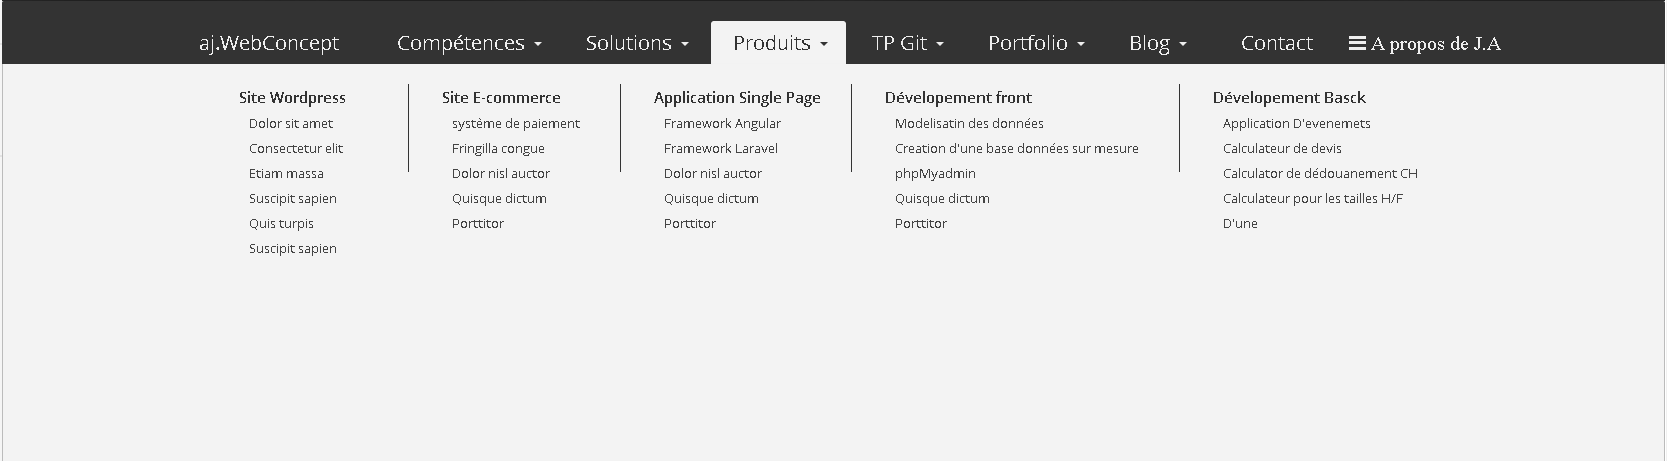 aj.WebConcept Compétences Solutions Produits TP Git Portfolio Blog Contact A propos de J.A
Site Wordpress
Dolor sit amet
Consectetur elit
Etiam massa
Suscipit sapien
Quis turpis
Suscipit sapien
Site E-commerce
système de paiement
Fringilla congue
Dolor nisl auctor
Quisque dictum
Porttitor
Application Single Page
Framework Angular
Framework Laravel
Dolor nisl auctor
Quisque dictum
Porttitor
Dévelopement front
Modelisatin des données
Creation d'une base données sur mesure
phpMyadmin
Quisque dictum
Porttitor
Dévelopement Basck
Application D'evenemets
Calculateur de devis
Calculator de dédouanement CH
Calculateur pour les tailles H/F
D'une